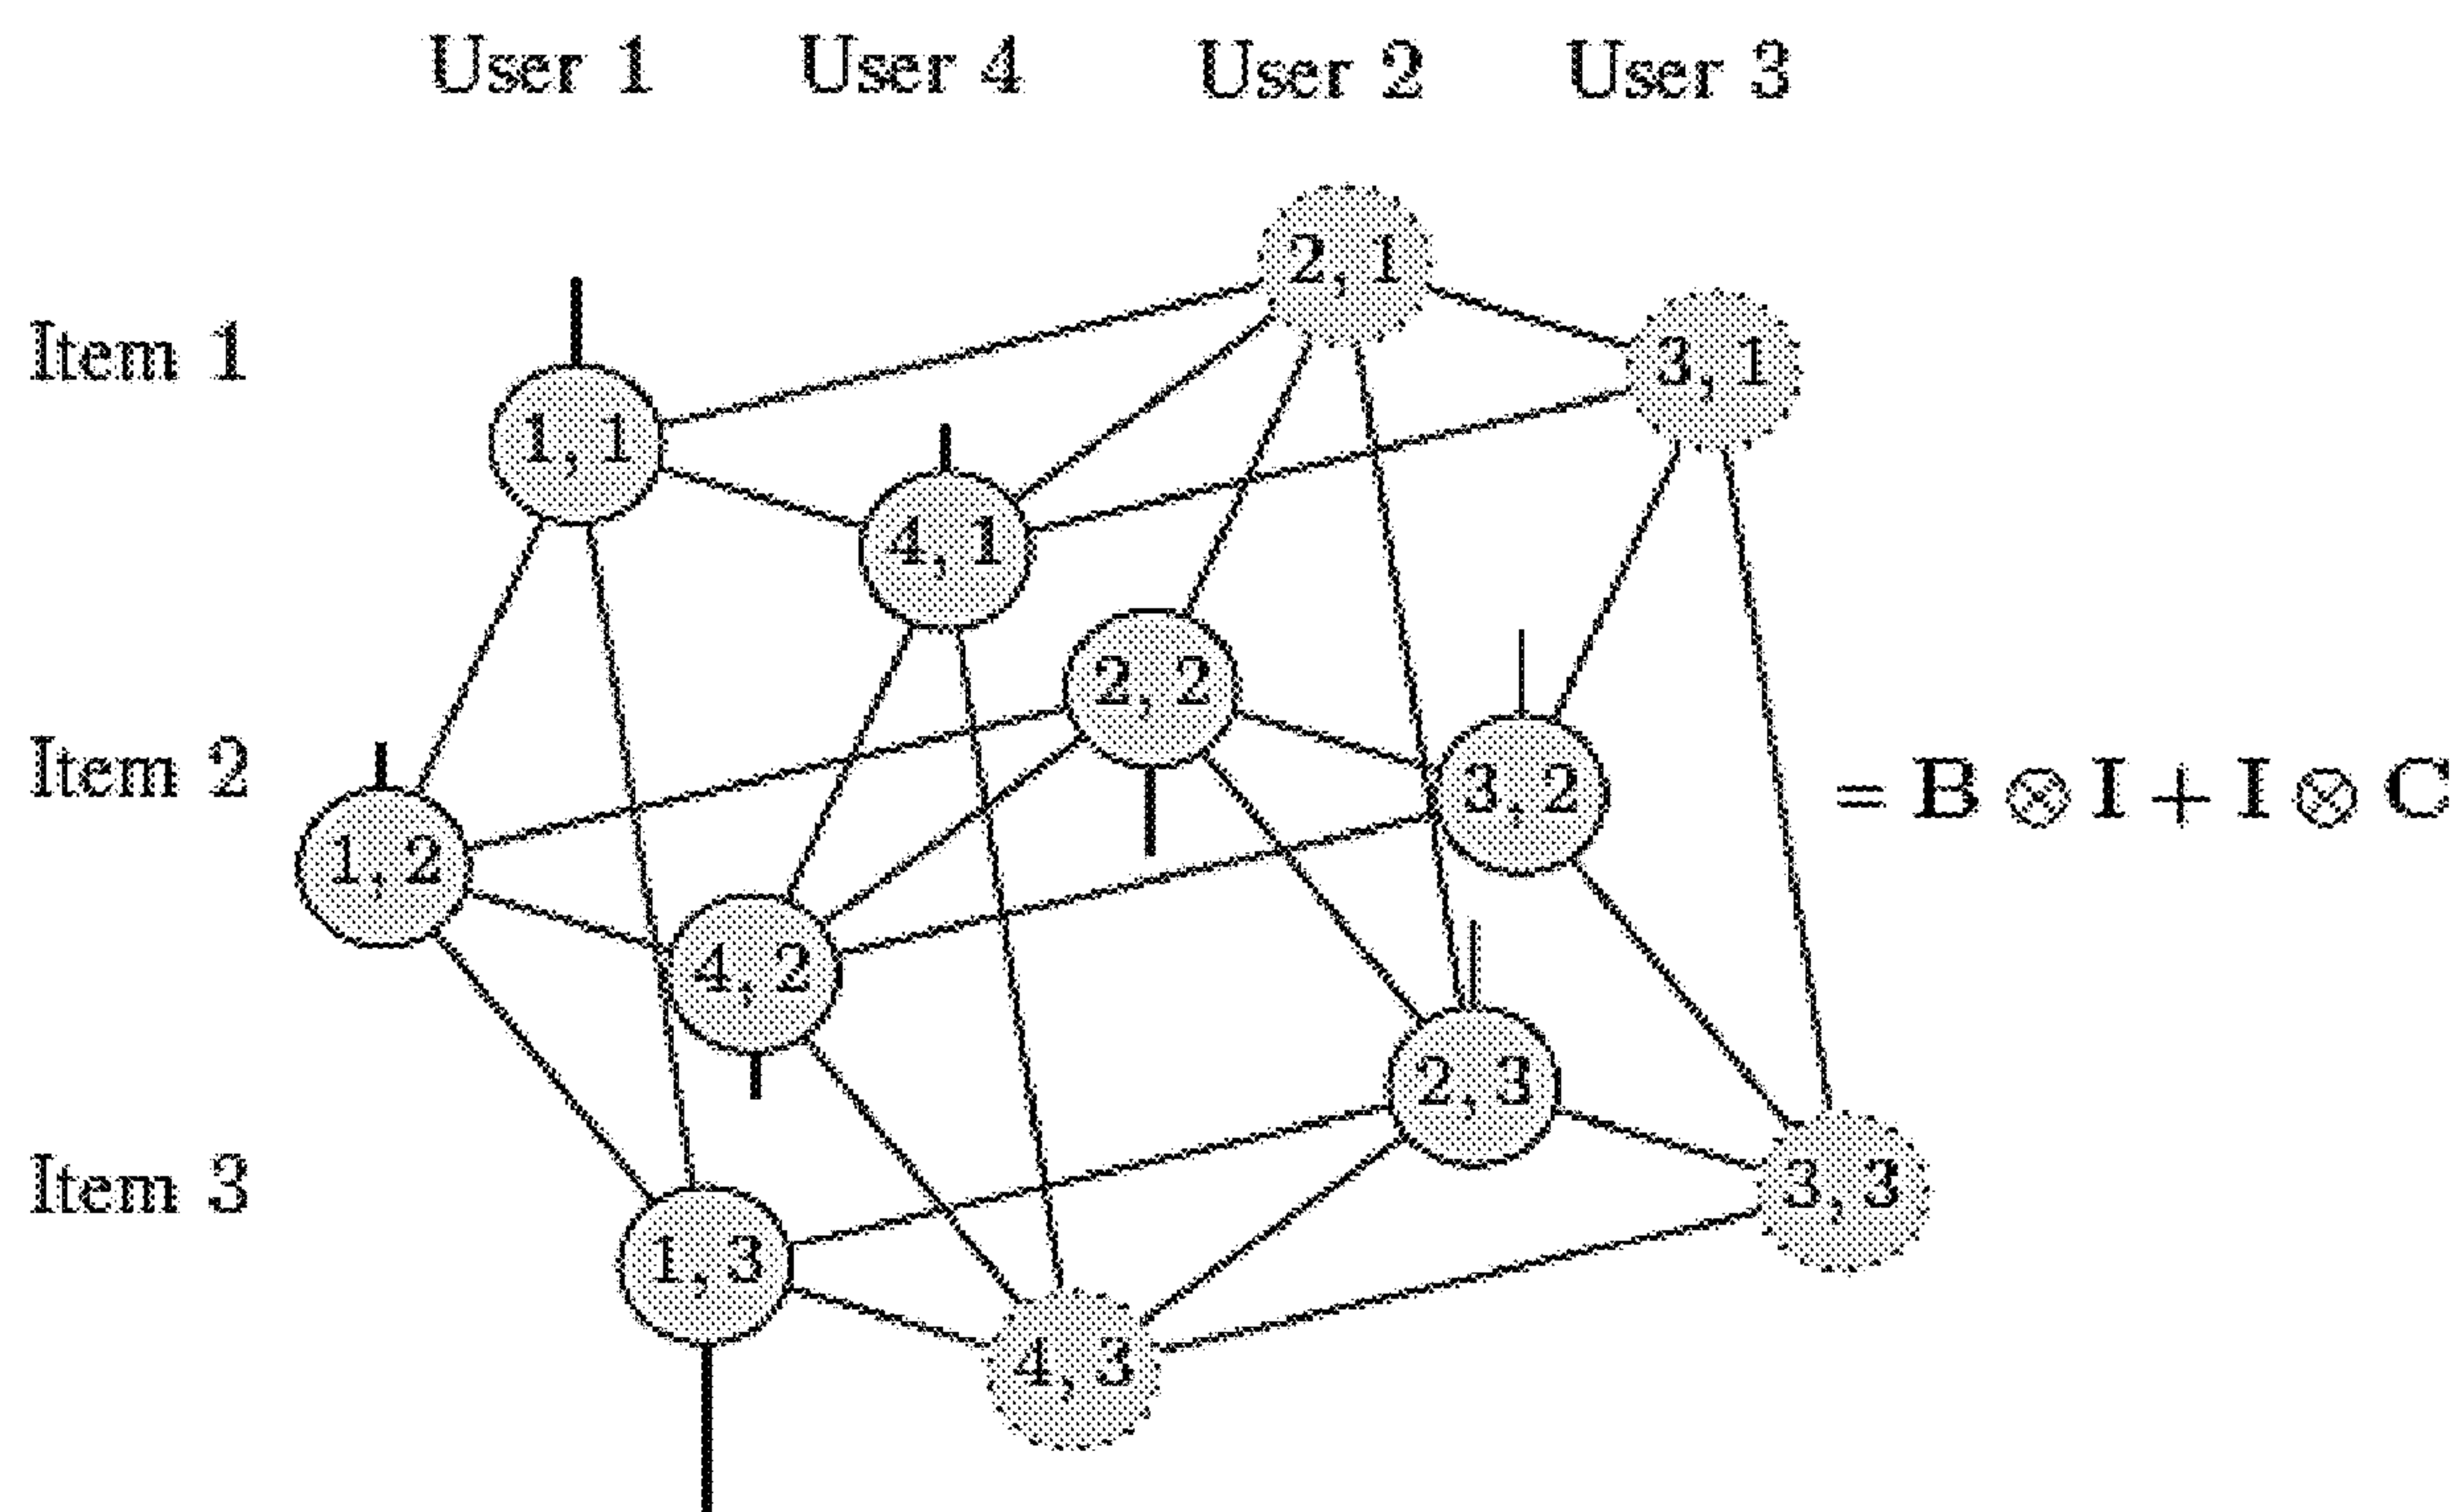 User 1 User 4 User 2 User 3
2, 1
Item 1
3, 1
1, 1
4, 1
2, 2
Item 2
3, 2
= B ⊗ I + I ⊗ C
1, 2
4, 2
2, 3
Item 3
3, 3
1, 3
4, 3